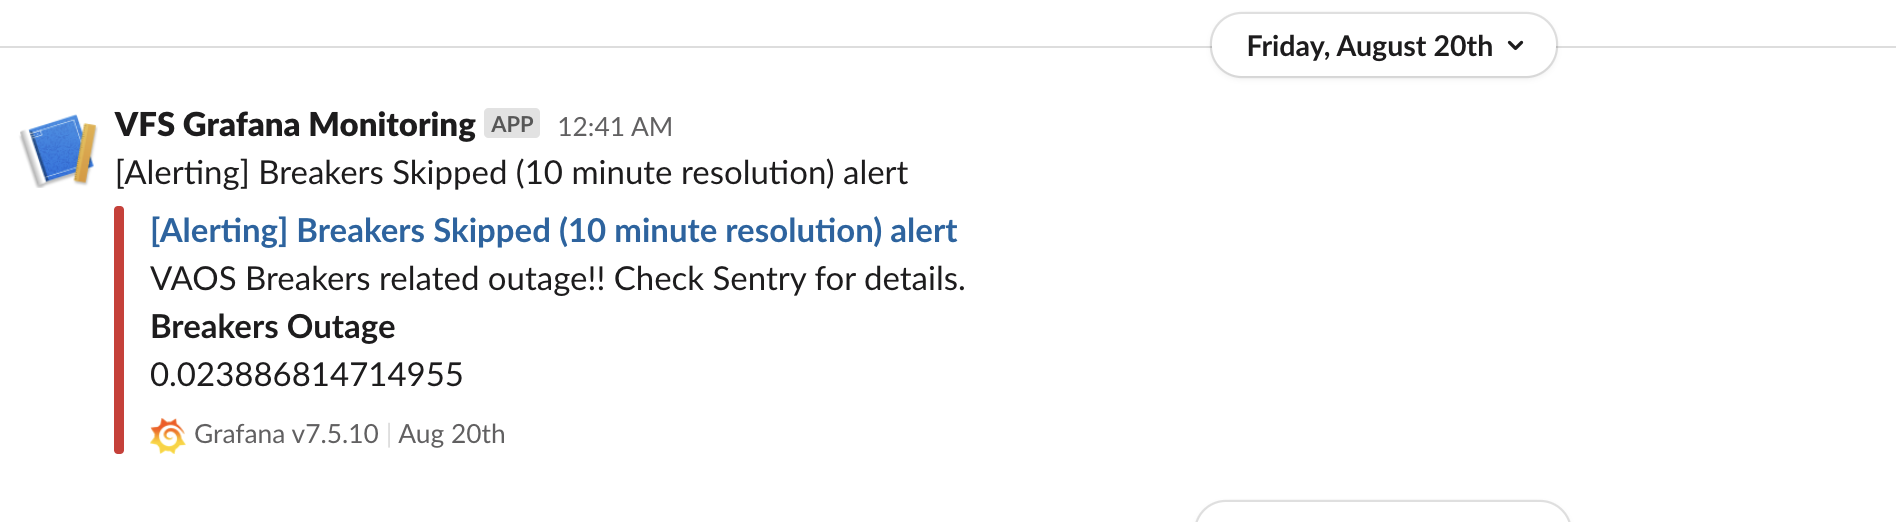 Friday, August 20th
VFS Grafana Monitoring APP 12:41 AM
[Alerting] Breakers Skipped (10 minute resolution) alert
[Alerting] Breakers Skipped (10 minute resolution) alert
VAOS Breakers related outage!! Check Sentry for details.
Breakers Outage
0.023886814714955
Grafana v7.5.10 | Aug 20th